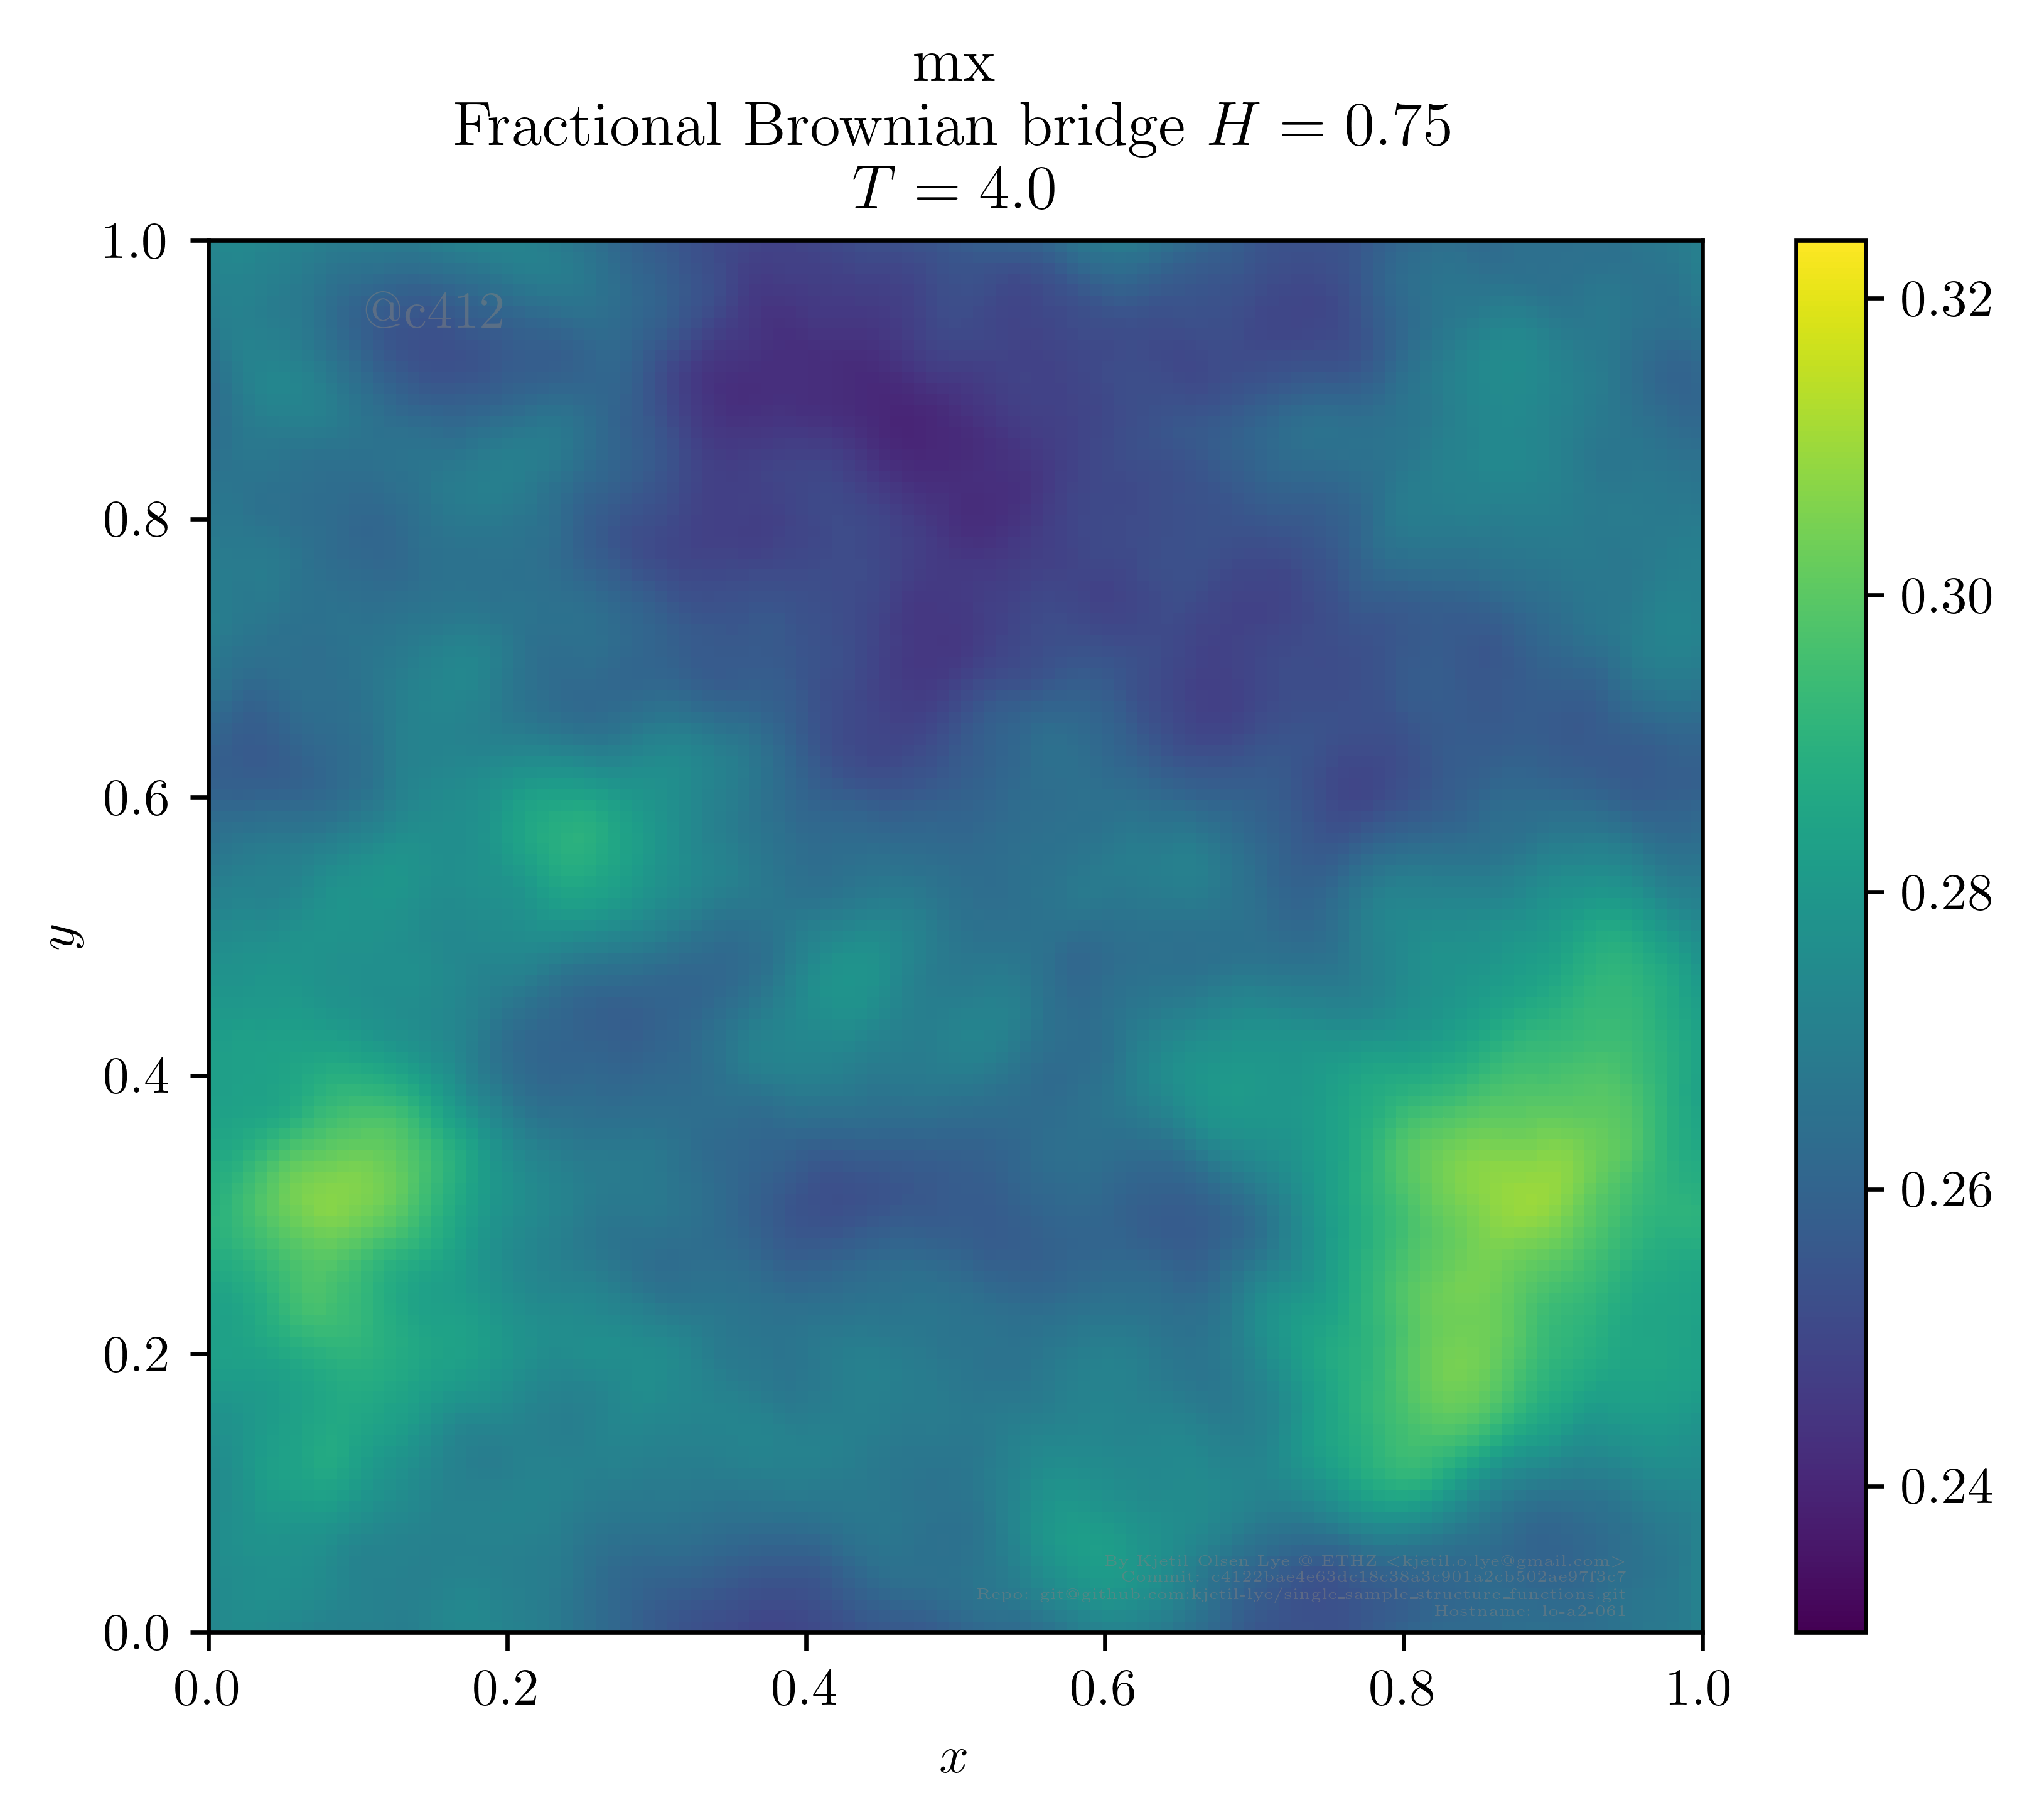 mx
Fractional Brownian bridge H = 0.75
T = 4.0
1.0
0.8
0.6
0.4
0.2
0.0
y
@c412
0.32
0.30
0.28
0.26
0.24
By Kjetil Olsen Lye @ ETHZ <kjetil.o.lye@gmail.com>
Commit:
Repo: git@github.com:kjetil-lye/single_sample_structure_functions.git
Hostname: lo-a2-061
0.0 0.2 0.4 0.6 0.8 1.0
x